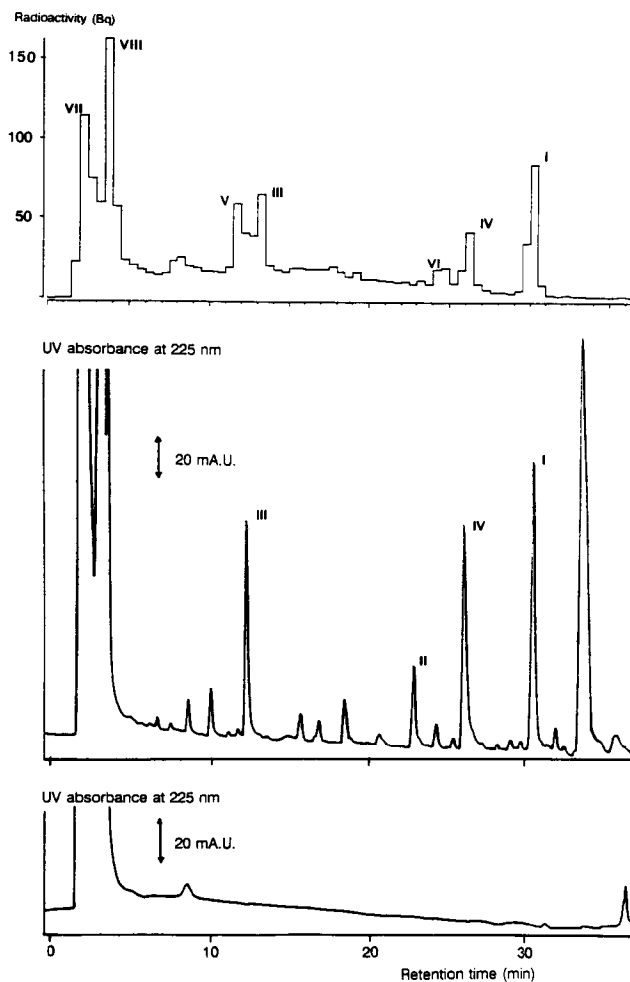 Radioactivity (Bq)
150
VIII
VII
100
I
V
III
50
IV
VI
UV absorbance at 225 nm
20 mA.U.
I
III
IV
II
UV absorbance at 225 nm
20 mA.U.
0
10
20
30
Retention time (min)